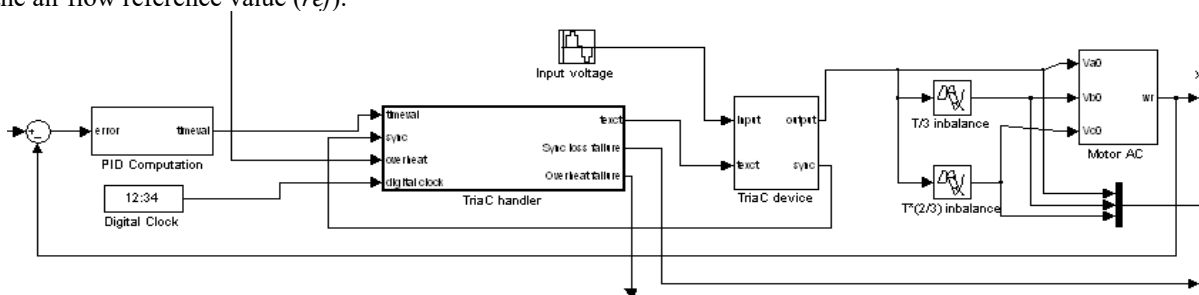 the air flow reference value (ref).
Input voltage
error
timeval
PID Computation
12:34
Digital Clock
timeval
sync
overheat
digital clock
texct
Sync loss failure
Overheat failure
TriaC handler
Input
texct
output
sync
TriaC device
T/3 inbalance
T*(2/3) inbalance
Va0
Vb0
Vc0
wr
Motor AC